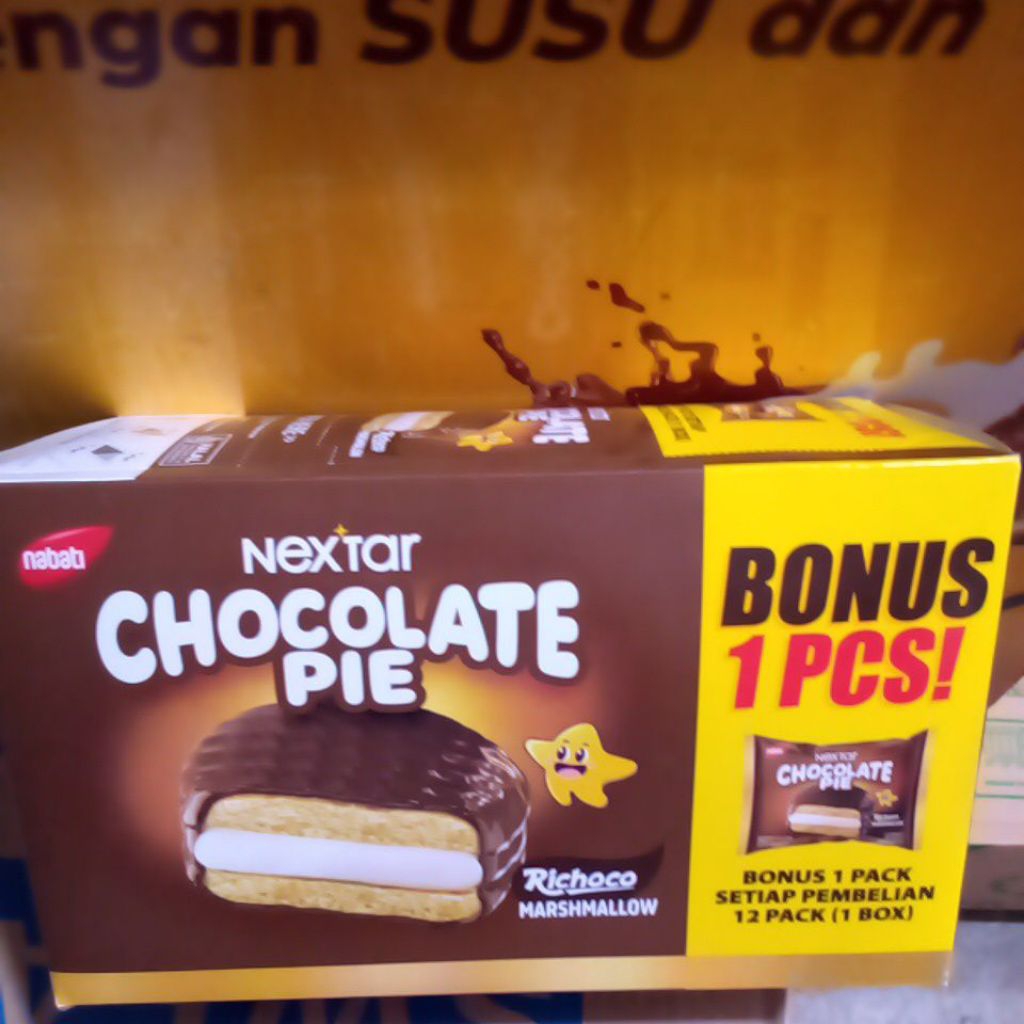 engan SUSU dan
nabati
NEXTAR
CHOCOLATE
PIE
Richoco
MARSHMALLOW
BONUS
1 PCS!
NEXTAR
CHOCOLATE
PIE
BONUS 1 PACK
SETIAP PEMBELIAN
12 PACK (1 BOX)